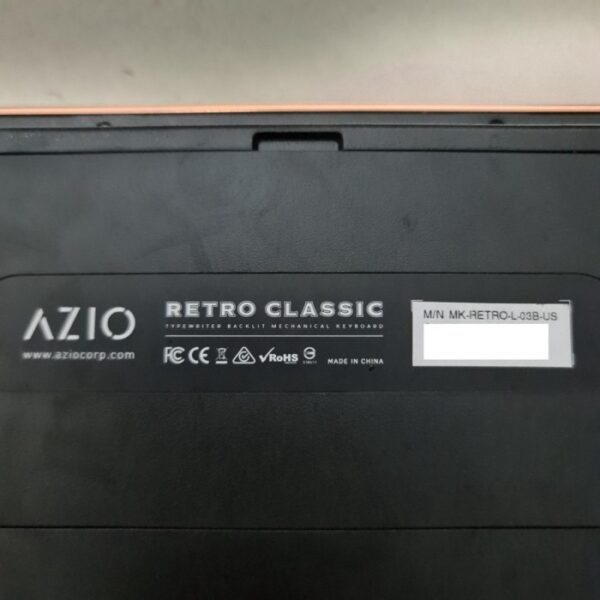 AZIO
www.aziocorp.com
RETRO CLASSIC
TYPEWRITER BACKLIT MECHANICAL KEYBOARD
FC CE RoHS MADE IN CHINA
M/N MK-RETRO-L-03B-US